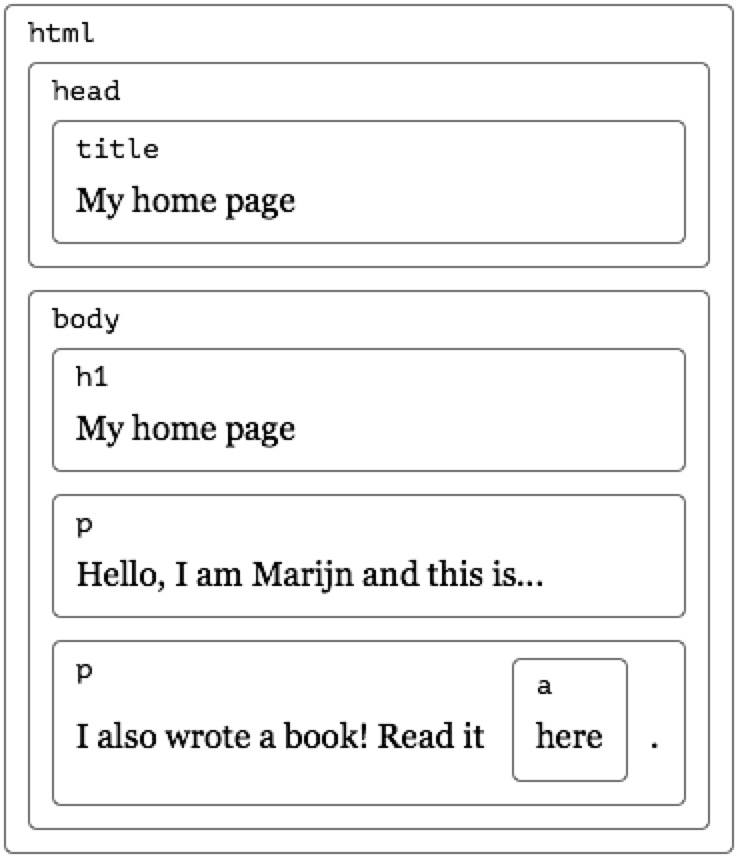 html
head
title
My home page
body
h1
My home page
p
Hello, I am Marijn and this is...
p
a
I also wrote a book! Read it here .